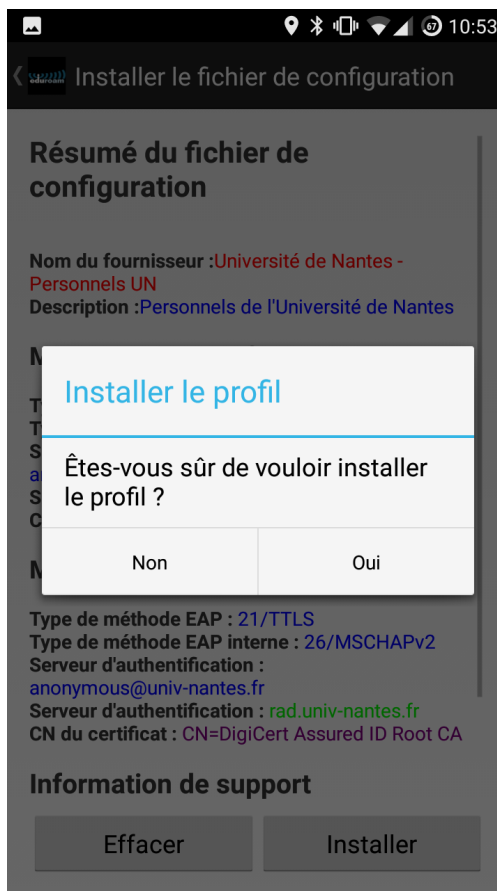 67 10:53
eduroam Installer le fichier de configuration
Résumé du fichier de
configuration
Nom du fournisseur :Université de Nantes -
Personnels UN
Description :Personnels de l'Université de Nantes
Installer le profil
Êtes-vous sûr de vouloir installer
le profil ?
Non Oui
Type de méthode EAP : 21/TTLS
Type de méthode EAP interne : 26/MSCHAPv2
Serveur d'authentification :
anonymous@univ-nantes.fr
Serveur d'authentification : rad.univ-nantes.fr
CN du certificat : CN=DigiCert Assured ID Root CA
Information de support
Effacer Installer